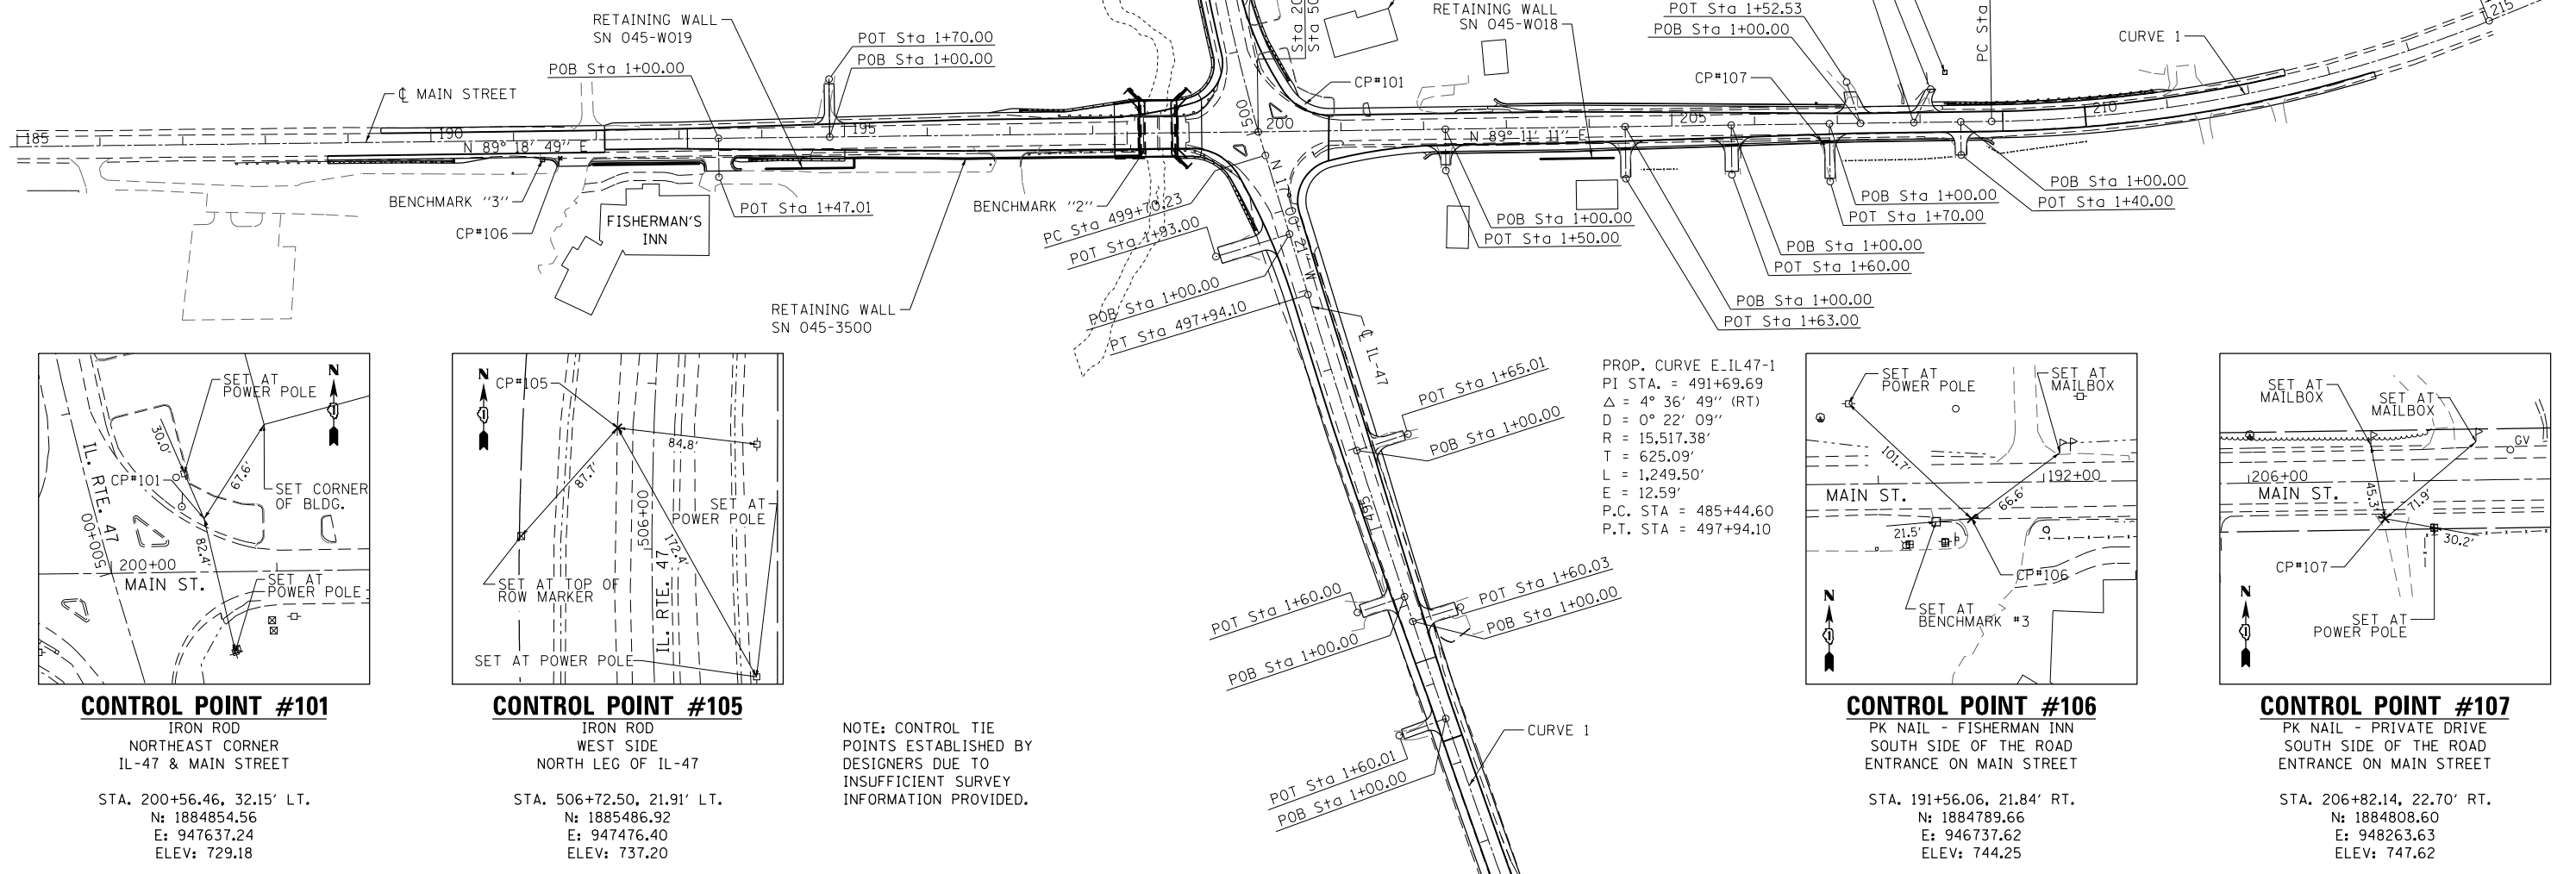 RETAINING WALL
SN 045-W019
POT Sta 1+70.00
POB Sta 1+00.00
POB Sta 1+00.00
℄ MAIN STREET
185
190
195
N 89° 18' 49" E
BENCHMARK "3"
CP#106
FISHERMAN'S
INN
POT Sta 1+47.01
RETAINING WALL
SN 045-3500
BENCHMARK "2"
PC Sta 499+70.23
POT Sta 1+93.00
POB Sta 1+00.00
PT Sta 497+94.10
500
200
CP#101
RETAINING WALL
SN 045-W018
POT Sta 1+52.53
POB Sta 1+00.00
CP#107
PC Sta
CURVE 1
215
210
205
N 89° 11' 11" E
N 17° 00' 21" W
POB Sta 1+00.00
POT Sta 1+50.00
POB Sta 1+00.00
POT Sta 1+63.00
POB Sta 1+00.00
POT Sta 1+60.00
POB Sta 1+00.00
POT Sta 1+70.00
POB Sta 1+00.00
POT Sta 1+40.00
℄ IL-47
POT Sta 1+65.01
POB Sta 1+00.00
495
POT Sta 1+60.00
POB Sta 1+00.00
POT Sta 1+60.03
POB Sta 1+00.00
POT Sta 1+60.01
POB Sta 1+00.00
CURVE 1
PROP. CURVE E_IL47-1
PI STA. = 491+69.69
△ = 4° 36' 49" (RT)
D = 0° 22' 09"
R = 15,517.38'
T = 625.09'
L = 1,249.50'
E = 12.59'
P.C. STA = 485+44.60
P.T. STA = 497+94.10
SET AT
POWER POLE
N
30.0'
CP#101
67.6'
SET CORNER
OF BLDG.
IL. RTE. 47
500+00
82.4'
200+00
MAIN ST.
SET AT
POWER POLE
CONTROL POINT #101
IRON ROD
NORTHEAST CORNER
IL-47 & MAIN STREET
STA. 200+56.46, 32.15' LT.
N: 1884854.56
E: 947637.24
ELEV: 729.18
N
CP#105
84.8'
87.7'
SET AT
POWER POLE
506+00
172.4'
SET AT TOP OF
ROW MARKER
IL. RTE. 47
SET AT POWER POLE
CONTROL POINT #105
IRON ROD
WEST SIDE
NORTH LEG OF IL-47
STA. 506+72.50, 21.91' LT.
N: 1885486.92
E: 947476.40
ELEV: 737.20
NOTE: CONTROL TIE
POINTS ESTABLISHED BY
DESIGNERS DUE TO
INSUFFICIENT SURVEY
INFORMATION PROVIDED.
SET AT
POWER POLE
SET AT
MAILBOX
101.7'
66.6'
192+00
MAIN ST.
21.5'
P
CP#106
N
SET AT
BENCHMARK #3
CONTROL POINT #106
PK NAIL - FISHERMAN INN
SOUTH SIDE OF THE ROAD
ENTRANCE ON MAIN STREET
STA. 191+56.06, 21.84' RT.
N: 1884789.66
E: 946737.62
ELEV: 744.25
SET AT
MAILBOX
SET AT
MAILBOX
GV
206+00
MAIN ST.
45.3'
71.9'
30.2'
CP#107
N
SET AT
POWER POLE
CONTROL POINT #107
PK NAIL - PRIVATE DRIVE
SOUTH SIDE OF THE ROAD
ENTRANCE ON MAIN STREET
STA. 206+82.14, 22.70' RT.
N: 1884808.60
E: 948263.63
ELEV: 747.62